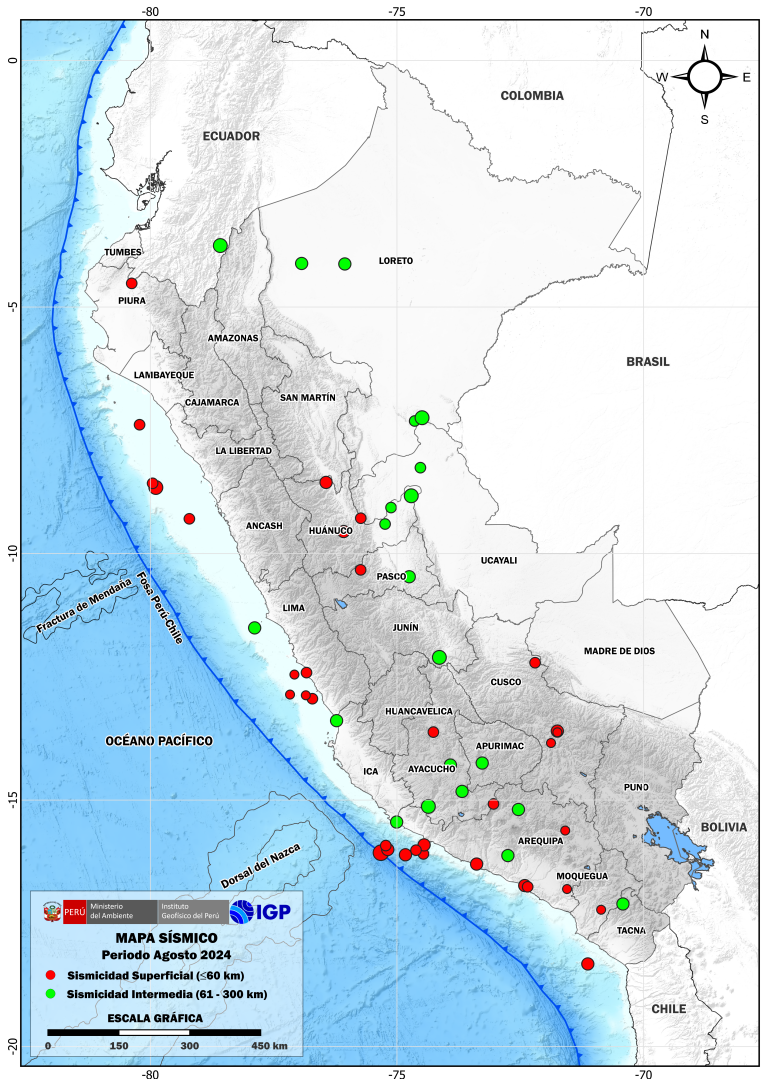 -80
-75
-70
0
N
W
E
S
COLOMBIA
ECUADOR
TUMBES
LORETO
PIURA
-5
AMAZONAS
BRASIL
LAMBAYEQUE
SAN MARTÍN
CAJAMARCA
LA LIBERTAD
ANCASH
HUÁNUCO
-10
UCAYALI
PASCO
Fractura de Mendaña
Fosa Perú-Chile
LIMA
JUNÍN
MADRE DE DIOS
CUSCO
HUANCAVELICA
OCÉANO PACÍFICO
APURIMAC
ICA
AYACUCHO
PUNO
-15
BOLIVIA
AREQUIPA
Dorsal del Nazca
MOQUEGUA
TACNA
CHILE
PERÚ
Ministerio
del Ambiente
Instituto
Geofísico del Perú
IGP
MAPA SÍSMICO
Periodo Agosto 2024
Sismicidad Superficial (≤60 km)
Sismicidad Intermedia (61 - 300 km)
ESCALA GRÁFICA
0 150 300 450 km
-20
-80
-75
-70